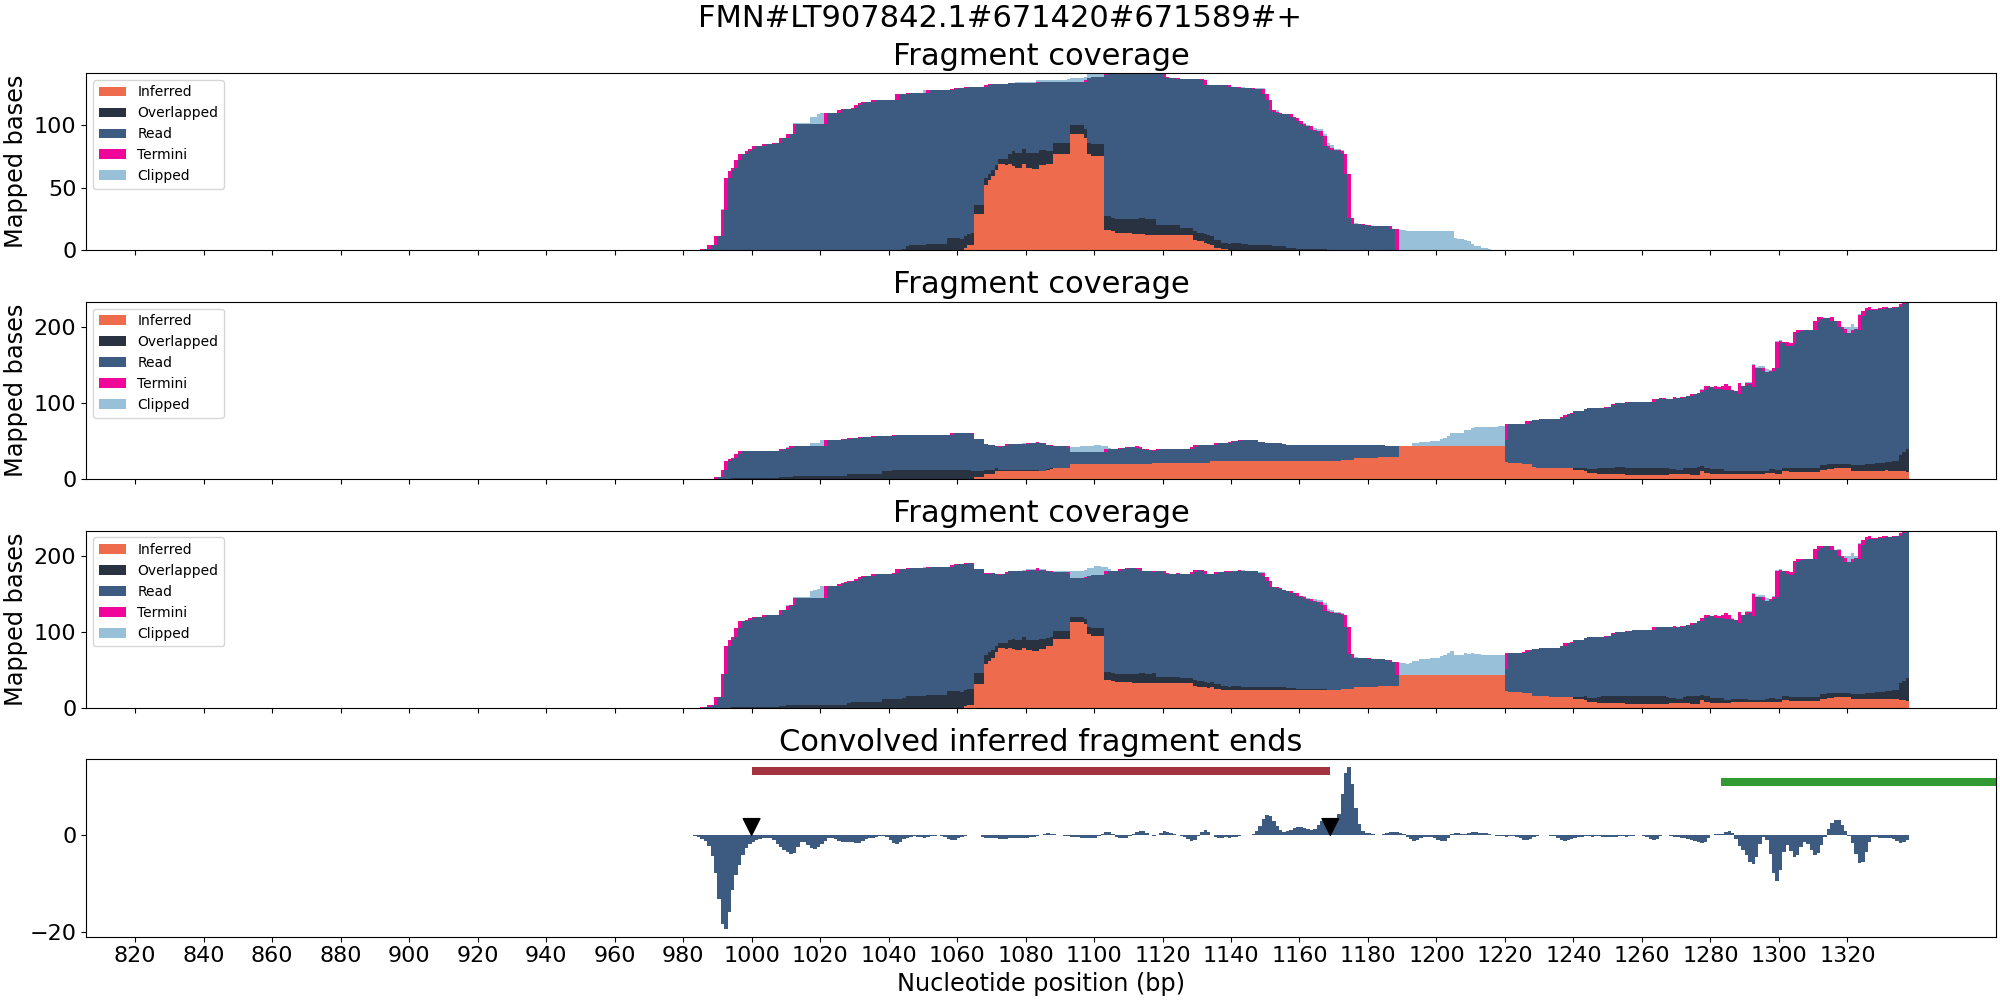 FMN#LT907842.1#671420#671589#+
Fragment coverage
Mapped bases
100
50
0
Inferred
Overlapped
Read
Termini
Clipped
Fragment coverage
Mapped bases
200
100
0
Inferred
Overlapped
Read
Termini
Clipped
Fragment coverage
Mapped bases
200
100
0
Inferred
Overlapped
Read
Termini
Clipped
Convolved inferred fragment ends
0
−20
820 840 860 880 900 920 940 960 980 1000 1020 1040 1060 1080 1100 1120 1140 1160 1180 1200 1220 1240 1260 1280 1300 1320
Nucleotide position (bp)